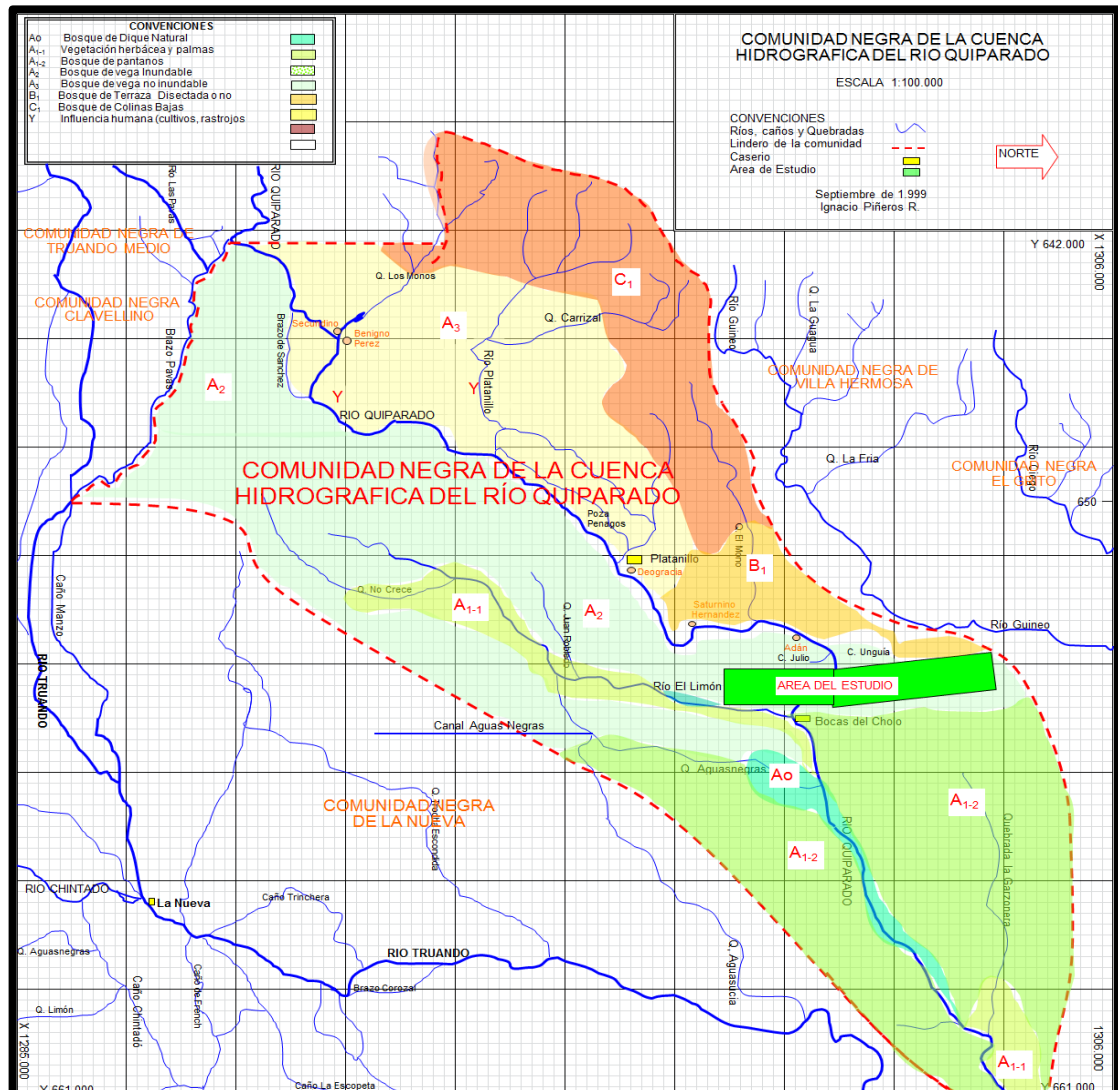 CONVENCIONES
Ao Bosque de Dique Natural
A1-1 Vegetación herbácea y palmas
A1-2 Bosque de pantanos
A2 Bosque de vega Inundable
A3 Bosque de vega no inundable
B1 Bosque de Terraza Disectada o no
C1 Bosque de Colinas Bajas
Y Influencia humana (cultivos, rastrojos
COMUNIDAD NEGRA DE LA CUENCA
HIDROGRAFICA DEL RIO QUIPARADO
ESCALA 1:100.000
CONVENCIONES
Ríos, caños y Quebradas
Lindero de la comunidad
Caserio
Area de Estudio
NORTE
Septiembre de 1.999
Ignacio Piñeros R.
Y 642.000
X 1306.000
Río Las Pavas
RIO QUIPARADO
COMUNIDAD NEGRA DE
TRUANDO MEDIO
COMUNIDAD NEGRA
CLAVELLINO
Brazo Pavas
Q. Los Monos
C1
Secundino
Benigno
Perez
A3
Q. Carrizal
Brazo de Sanchez
Río Platanillo
Río Guineo
Q. La Guagua
COMUNIDAD NEGRA DE
VILLA HERMOSA
A2
Y
Y
RIO QUIPARADO
Q. La Fria
COMUNIDAD NEGRA
650
COMUNIDAD NEGRA DE LA CUENCA
HIDROGRAFICA DEL RÍO QUIPARADO
Poza
Penagos
Q. El Mono
Platanillo
Deogracia
B1
Caño Manzo
Q. No Crece
A1-1
A2
Saturnino
Hernandez
Río Guineo
Adán
C. Julio
C. Unguía
RIO TRUANDO
Río El Limón
AREA DEL ESTUDIO
Canal Aguas Negras
Bocas del Cholo
Q. Aguasnegras
Ao
A1-2
COMUNIDAD NEGRA
DE LA NUEVA
A1-2
RIO QUIPARADO
Quebrada la Garzonera
RIO CHINTADO
La Nueva
Caño Trinchera
Q. Aguasnegras
RIO TRUANDO
Q. Aguasucia
Caño Chintadó
Caño de French
Brazo Corozal
Q. Limón
X 1285.000
1306.000
A1-1
Caño La Escopeta
Y 661.000
Y 661.000